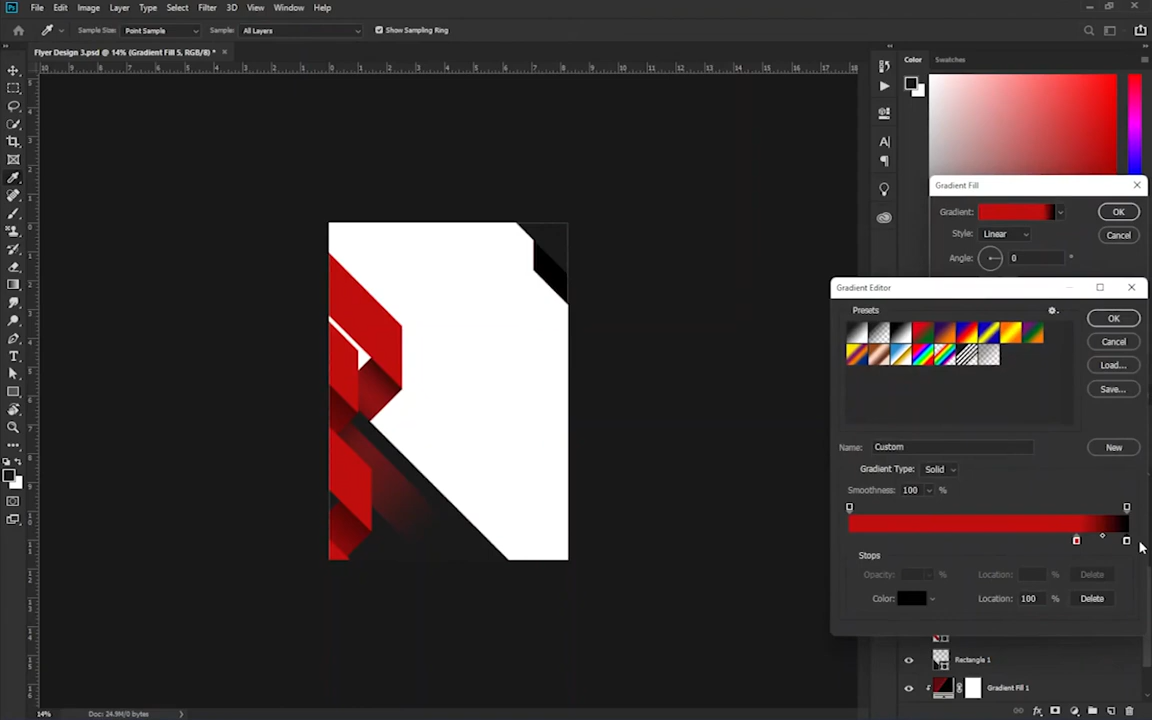 Ps File Edit Image Layer Type Select Filter 3D View Window Help
Sample Size: Point Sample Sample: All Layers Show Sampling Ring
Flyer Design 3.psd @ 14% (Gradient Fill 5, RGB/8) *
Color Swatches
Gradient Fill
Gradient: OK
Style: Linear Cancel
Angle: 0 °
Gradient Editor
Presets
OK
Cancel
Load...
Save...
Name: Custom New
Gradient Type: Solid
Smoothness: 100 %
Stops
Opacity: Location: % Delete
Color: Location: 100 % Delete
Rectangle 1
Gradient Fill 1
14% Doc: 24.9M/0 bytes